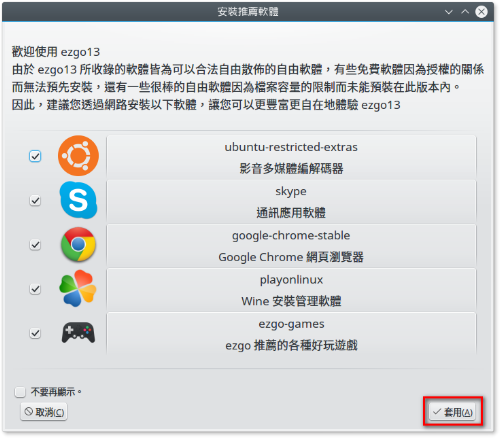 安裝推薦軟體
歡迎使用 ezgo13
由於 ezgo13 所收錄的軟體皆為可以合法自由散佈的自由軟體，有些免費軟體因為授權的關係
而無法預先安裝，還有一些很棒的自由軟體因為檔案容量的限制而未能預裝在此版本內。
因此，建議您透過網路安裝以下軟體，讓您可以更豐富更自在地體驗 ezgo13
ubuntu-restricted-extras
影音多媒體編解碼器
skype
通訊應用軟體
google-chrome-stable
Google Chrome 網頁瀏覽器
playonlinux
Wine 安裝管理軟體
ezgo-games
ezgo 推薦的各種好玩遊戲
不要再顯示。
取消(C)
套用(A)